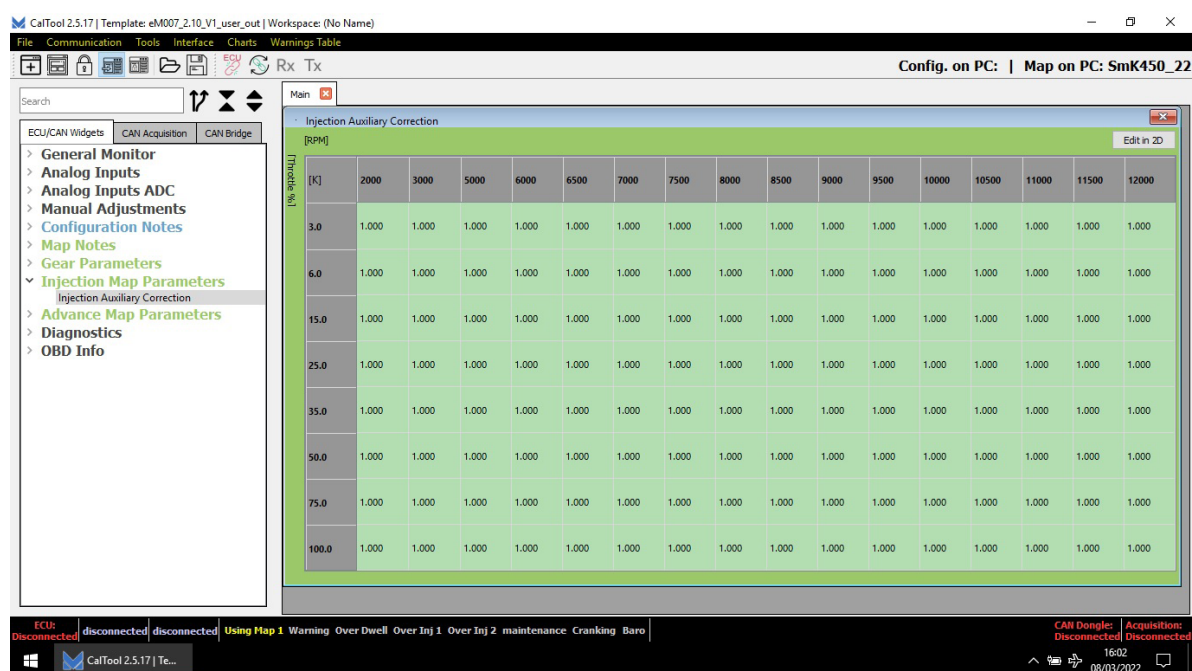 CalTool 2.5.17 | Template: eM007_2.10_V1_user_out | Workspace: (No Name)
File Communication Tools Interface Charts Warnings Table
ECU Rx Tx Config. on PC: | Map on PC: SmK450_22
Search
Main
ECU/CAN Widgets CAN Acquisition CAN Bridge
Injection Auxiliary Correction
[RPM] Edit in 2D
[Throttle %]
General Monitor
Analog Inputs
Analog Inputs ADC
Manual Adjustments
Configuration Notes
Map Notes
Gear Parameters
Injection Map Parameters
Injection Auxiliary Correction
Advance Map Parameters
Diagnostics
OBD Info
[K] 2000 3000 5000 6000 6500 7000 7500 8000 8500 9000 9500 10000 10500 11000 11500 12000
3.0 1.000 1.000 1.000 1.000 1.000 1.000 1.000 1.000 1.000 1.000 1.000 1.000 1.000 1.000 1.000 1.000
6.0 1.000 1.000 1.000 1.000 1.000 1.000 1.000 1.000 1.000 1.000 1.000 1.000 1.000 1.000 1.000 1.000
15.0 1.000 1.000 1.000 1.000 1.000 1.000 1.000 1.000 1.000 1.000 1.000 1.000 1.000 1.000 1.000 1.000
25.0 1.000 1.000 1.000 1.000 1.000 1.000 1.000 1.000 1.000 1.000 1.000 1.000 1.000 1.000 1.000 1.000
35.0 1.000 1.000 1.000 1.000 1.000 1.000 1.000 1.000 1.000 1.000 1.000 1.000 1.000 1.000 1.000 1.000
50.0 1.000 1.000 1.000 1.000 1.000 1.000 1.000 1.000 1.000 1.000 1.000 1.000 1.000 1.000 1.000 1.000
75.0 1.000 1.000 1.000 1.000 1.000 1.000 1.000 1.000 1.000 1.000 1.000 1.000 1.000 1.000 1.000 1.000
100.0 1.000 1.000 1.000 1.000 1.000 1.000 1.000 1.000 1.000 1.000 1.000 1.000 1.000 1.000 1.000 1.000
ECU: Disconnected disconnected disconnected Using Map 1 Warning Over Dwell Over Inj 1 Over Inj 2 maintenance Cranking Baro CAN Dongle: Disconnected Acquisition: Disconnected
CalTool 2.5.17 | Te...
16:02
08/03/2022